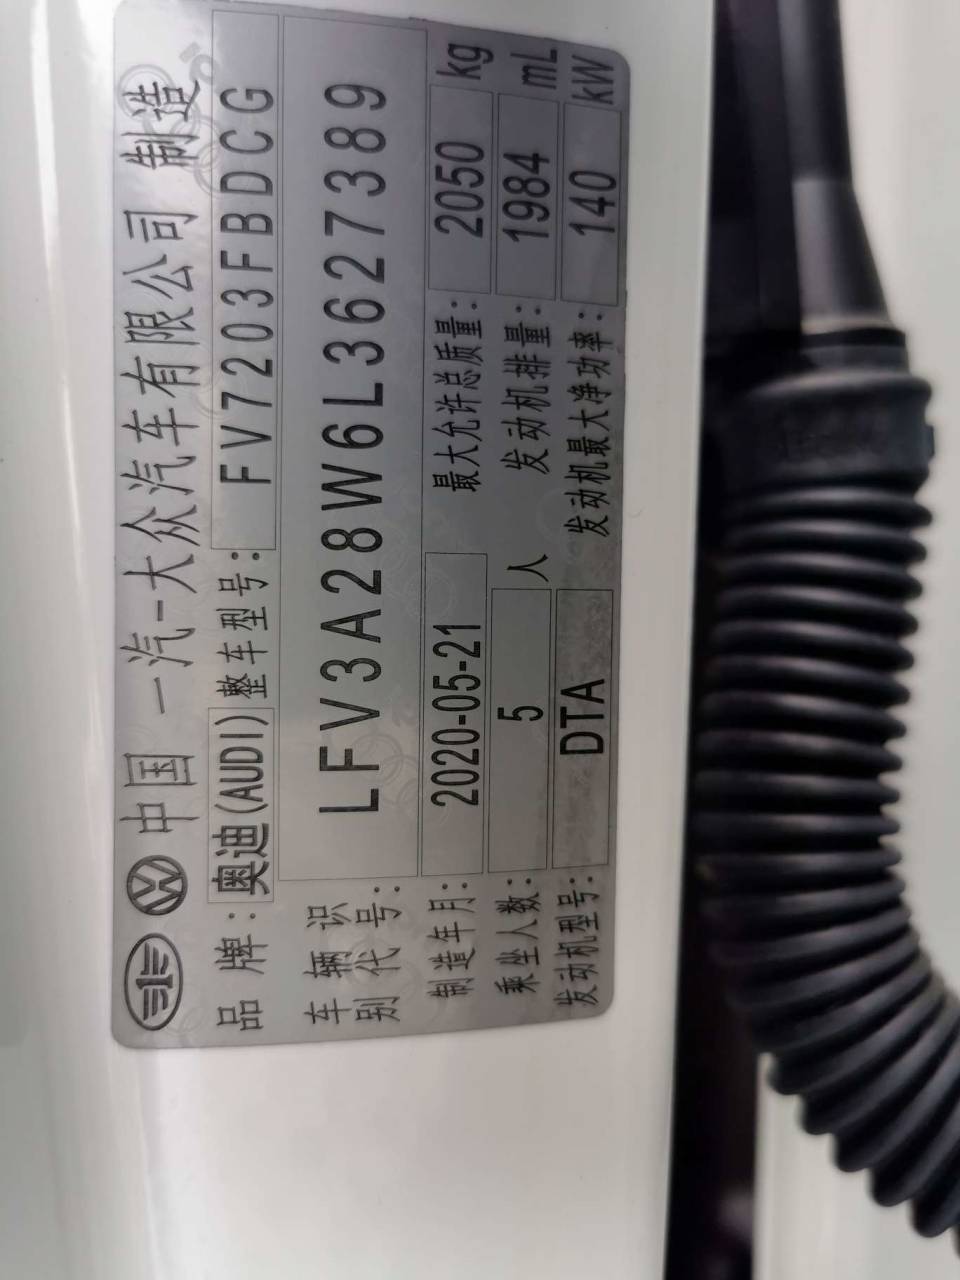 中国 一汽-大众汽车有限公司 制造
品牌: 奥迪(AUDI) 整车型号: FV7203FBDCG
车辆识别代号: LFV3A28W6L3627389
制造年月: 2020-05-21 最大允许总质量: 2050 kg
乘坐人数: 5 人 发动机排量: 1984 mL
发动机型号: DTA 发动机最大净功率: 140 kW